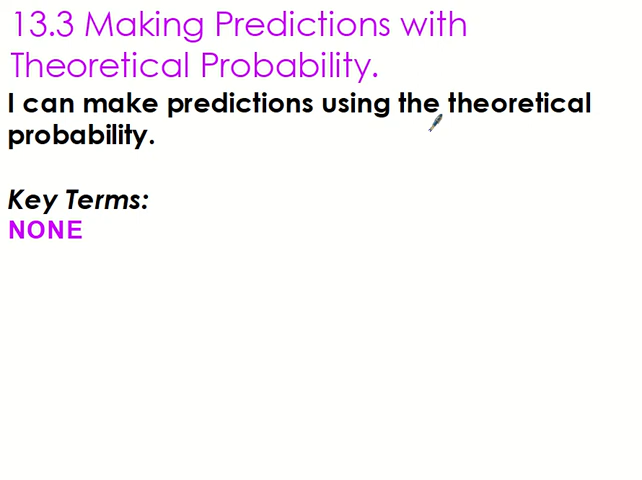 13.3 Making Predictions with
Theoretical Probability.
I can make predictions using the theoretical
probability.
Key Terms:
NONE